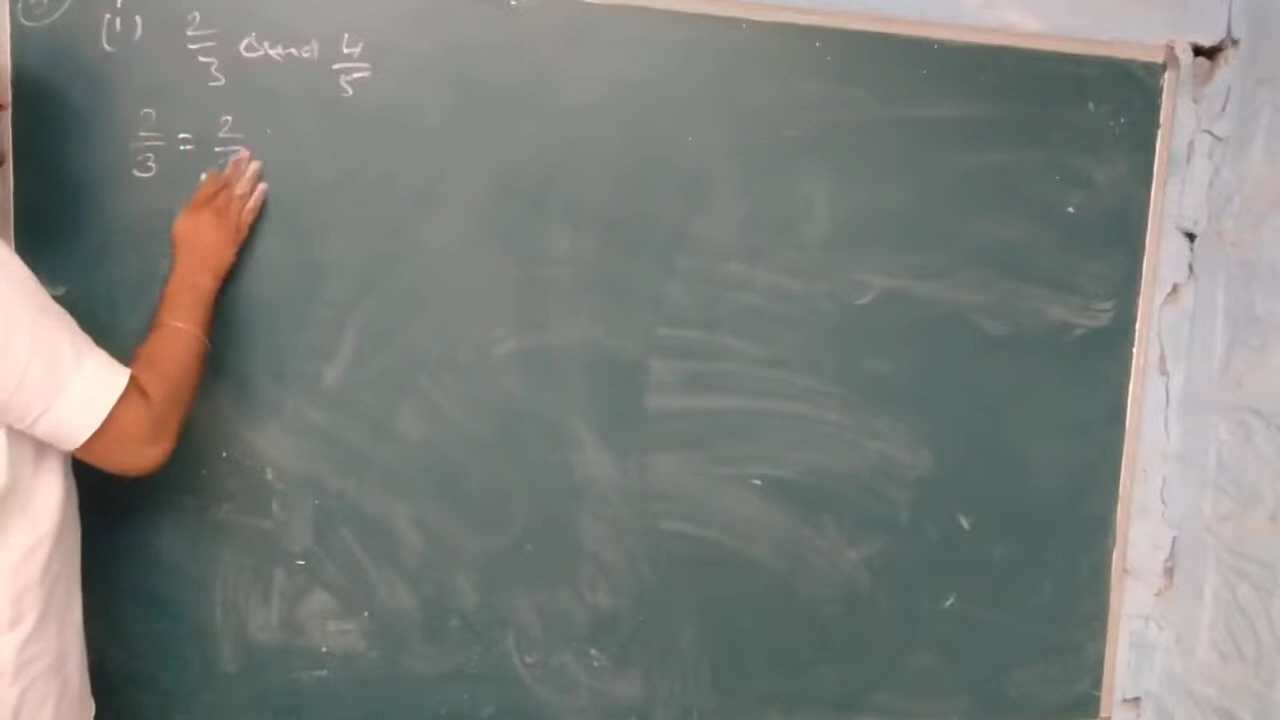 (i) 2/3 and 4/5
2/3 = 2/